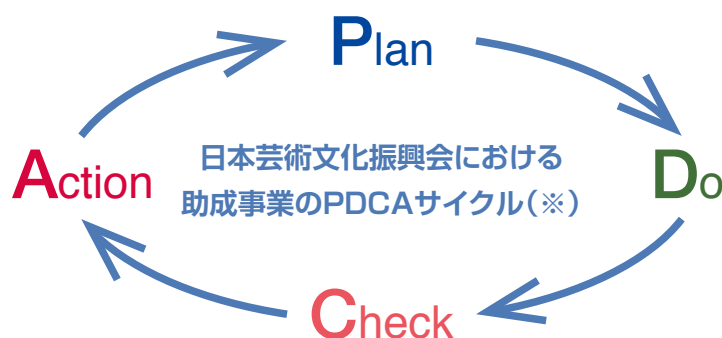 Plan
Action
日本芸術文化振興会における
助成事業のPDCAサイクル(※)
Do
Check